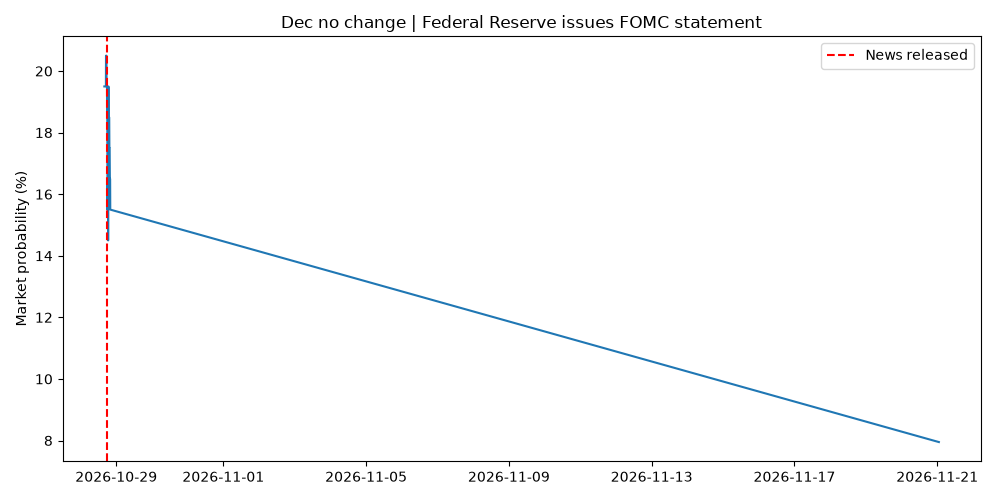 Dec no change | Federal Reserve issues FOMC statement
News released
Market probability (%)
20
18
16
14
12
10
8
2026-10-29 2026-11-01 2026-11-05 2026-11-09 2026-11-13 2026-11-17 2026-11-21